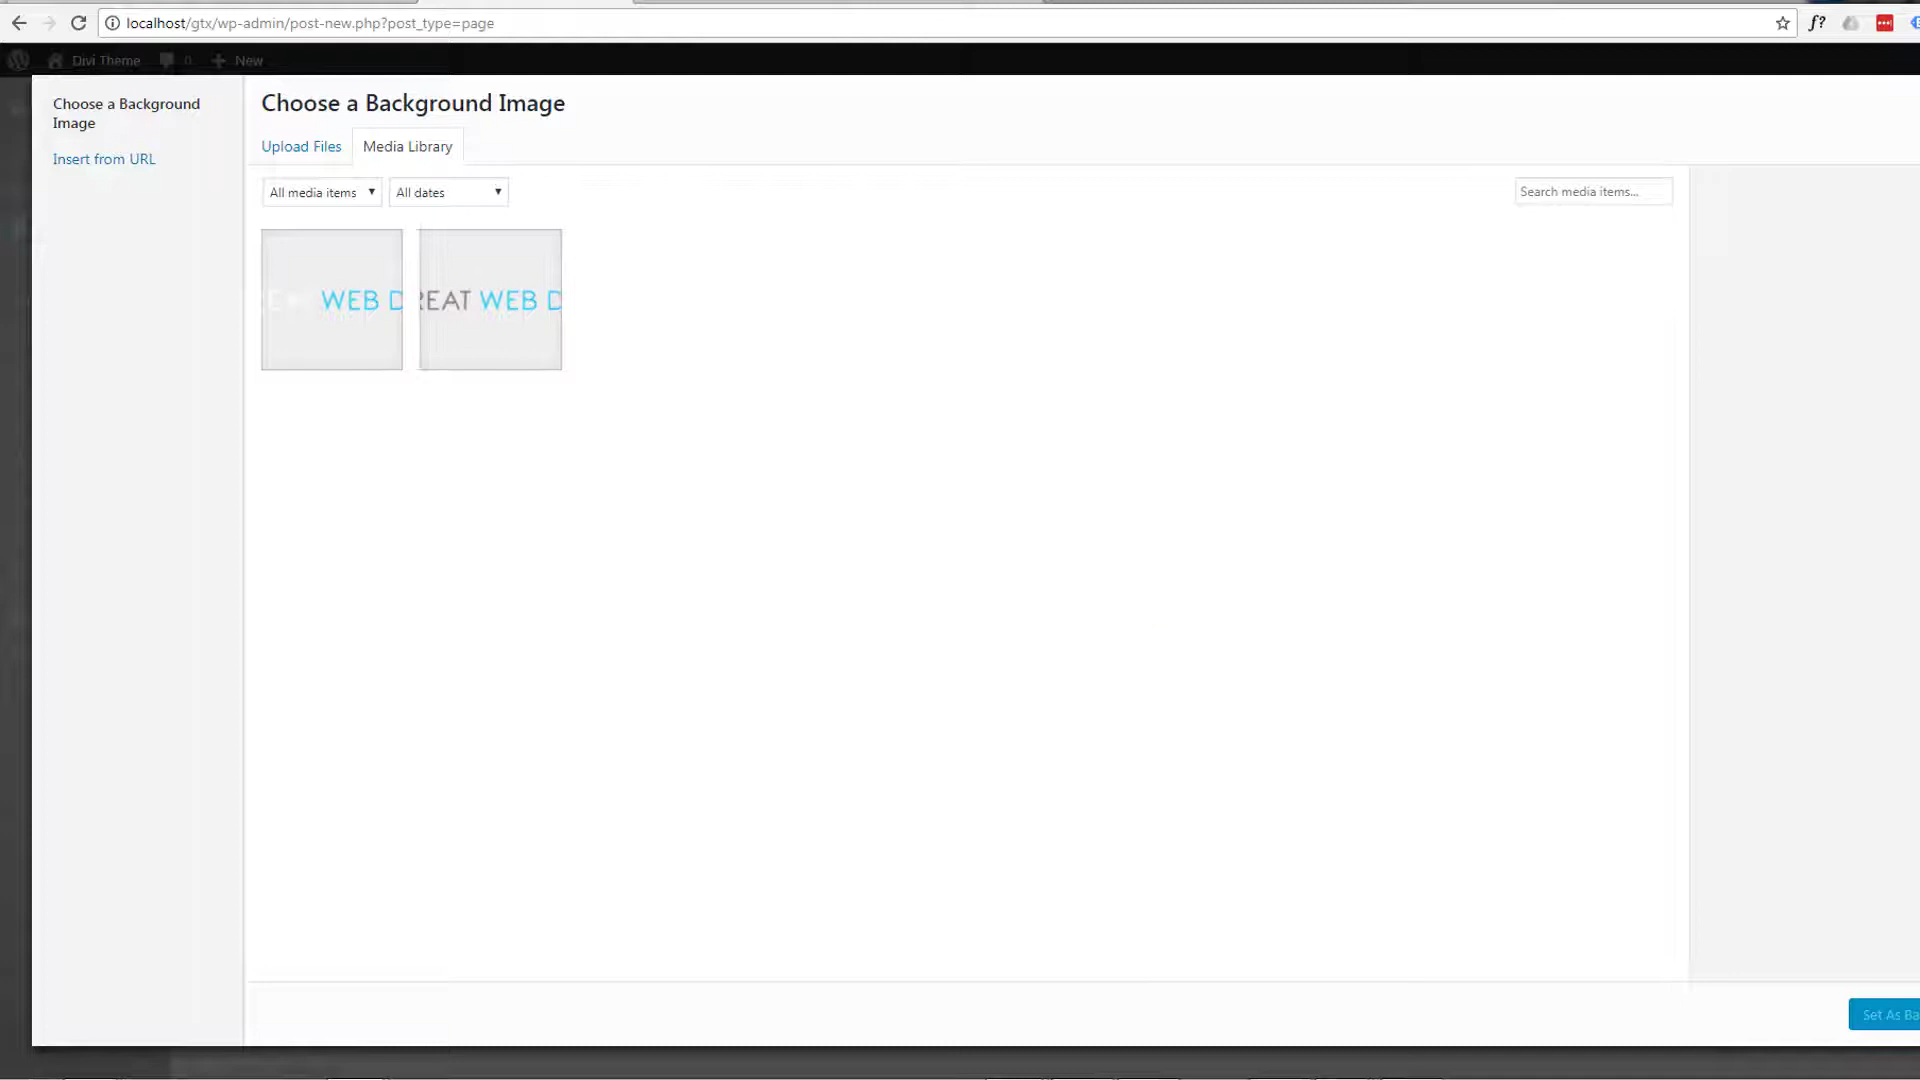 localhost/gtx/wp-admin/post-new.php?post_type=page
f?
Divi Theme 0 New
Choose a Background
Image
Insert from URL
Choose a Background Image
Upload Files Media Library
All media items All dates Search media items...
WEB D REAT WEB D
Set As Ba